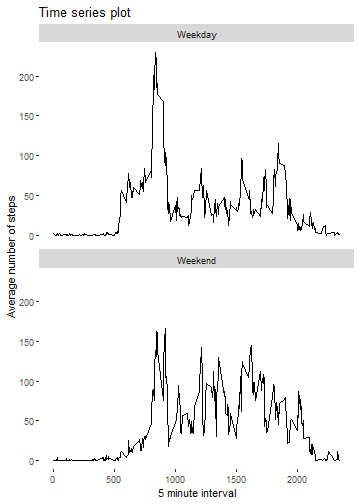 Time series plot
Weekday
200
150
100
50
0
Average number of steps
Weekend
200
150
100
50
0
0 500 1000 1500 2000
5 minute interval